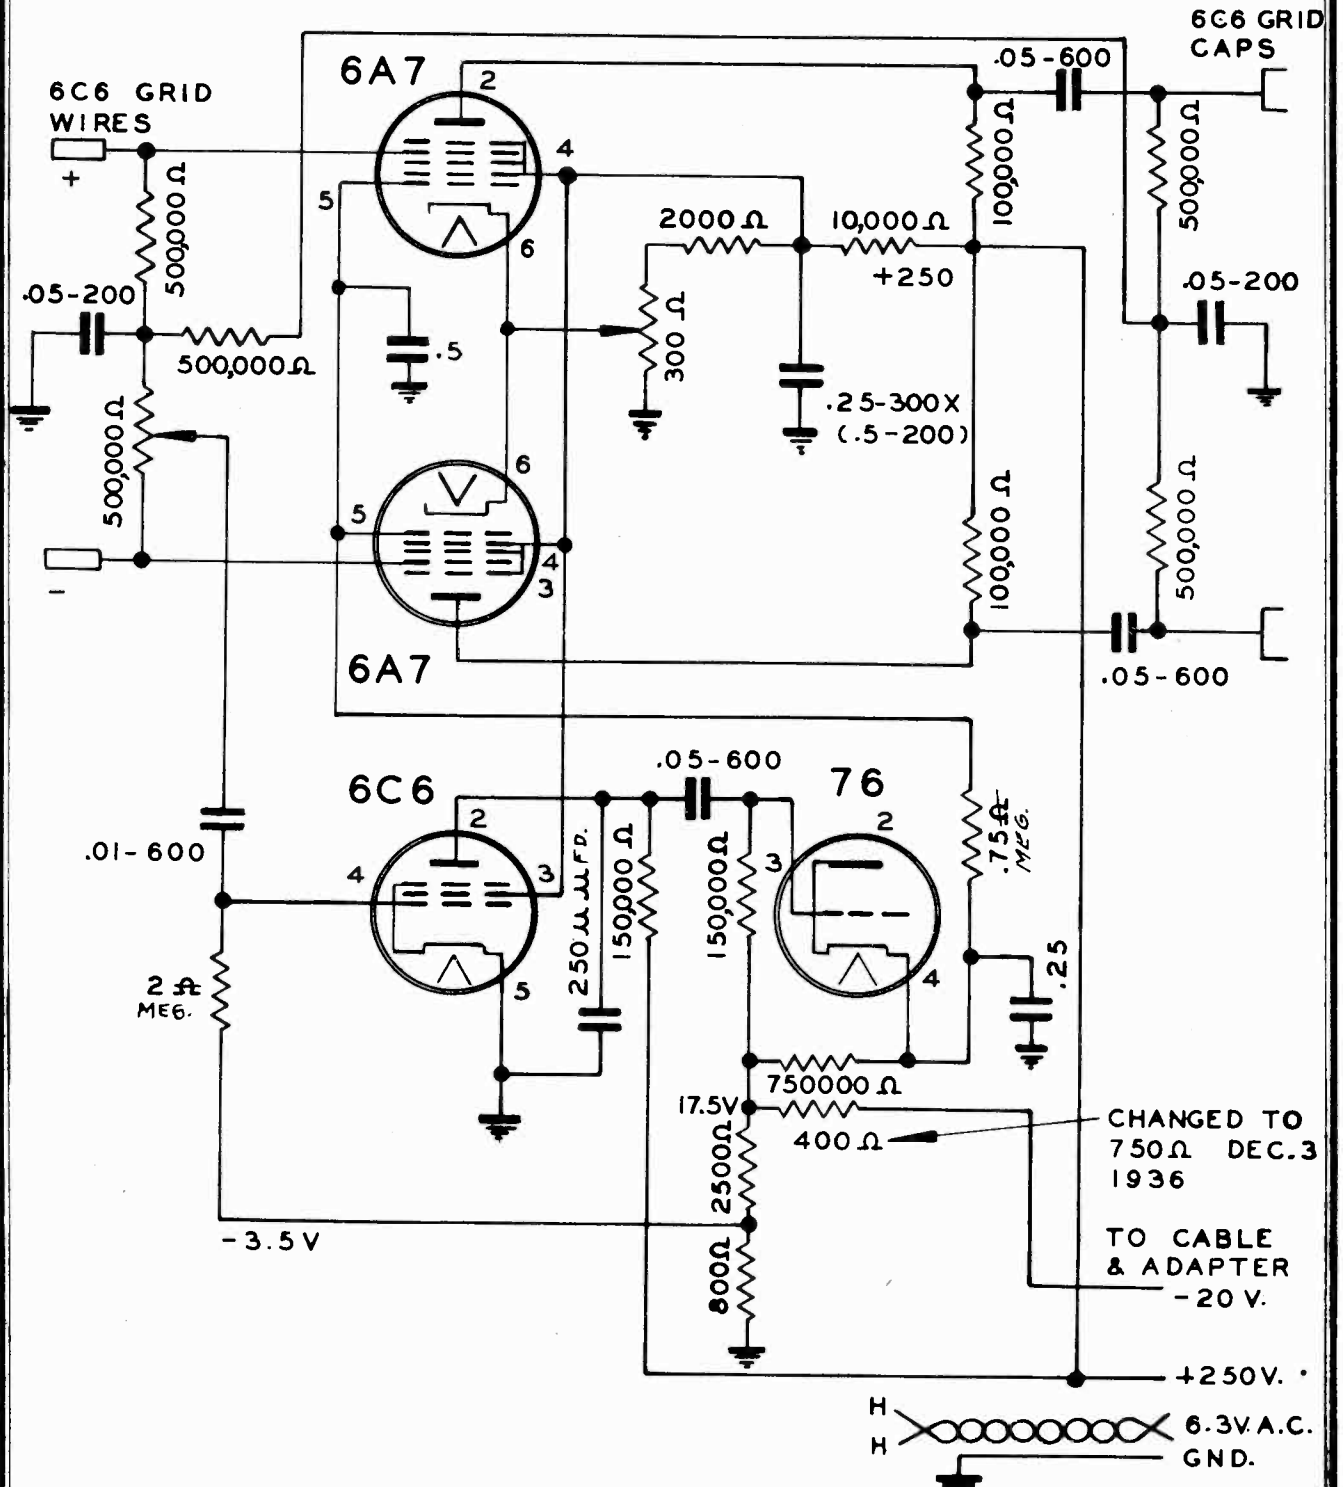 6C6 GRID
CAPS
6A7
2
.05-600
6C6 GRID
WIRES
+
4
5
6
500,000Ω
100,000Ω
500,000Ω
2000Ω
10,000Ω
+250
.05-200
.05-200
500,000Ω
.5
300Ω
.25-300X
(.5-200)
500,000Ω
6
5
4
3
-
100,000Ω
500,000Ω
6A7
.05-600
.05-600
6C6
76
2
2
.01-600
4
3
3
250μμFD.
150,000Ω
150,000Ω
.75Ω
MEG.
5
4
.25
2Ω
MEG.
750000Ω
17.5V
400Ω
CHANGED TO
750Ω DEC.3
1936
2500Ω
-3.5V
800Ω
TO CABLE
& ADAPTER
-20V.
+250V.
H
H
6.3V.A.C.
GND.